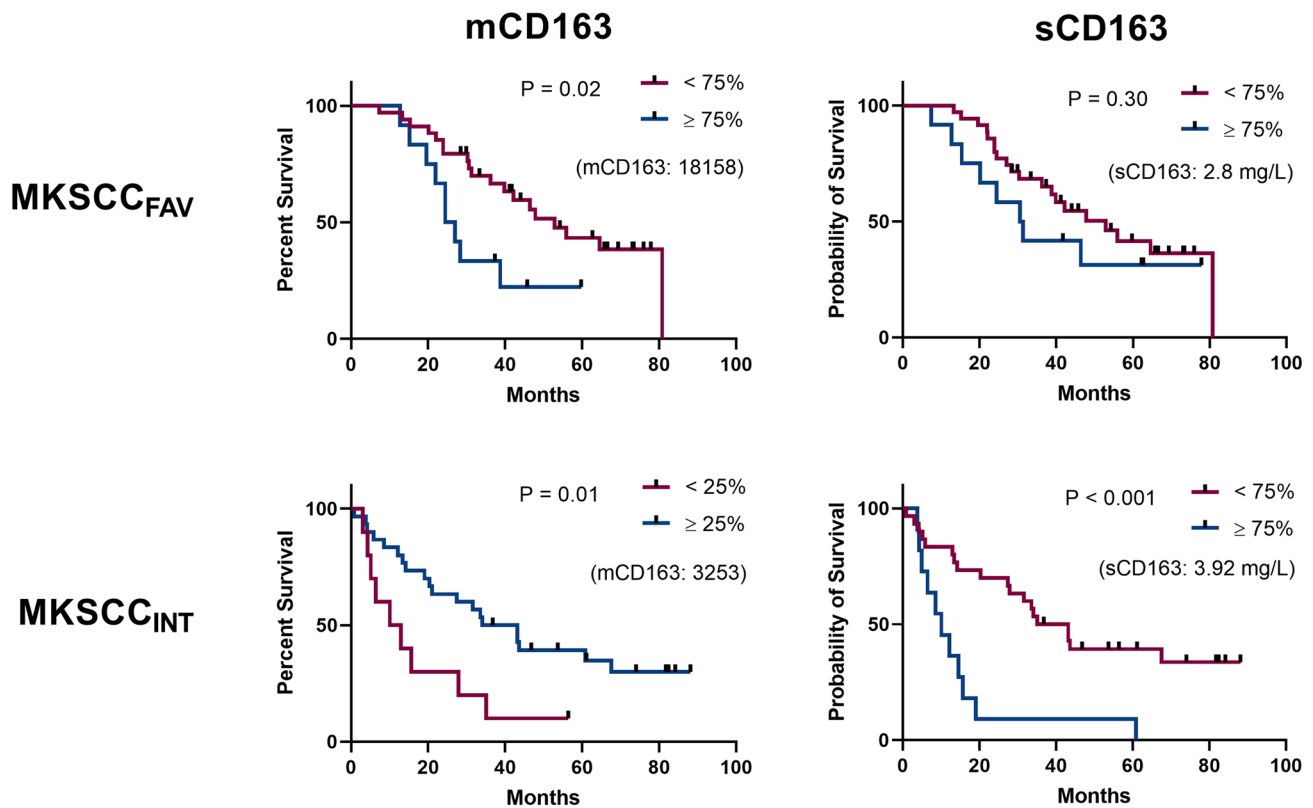 mCD163
sCD163
MKSCCFAV
Percent Survival
100
50
0
0 20 40 60 80 100
Months
P = 0.02
< 75%
≥ 75%
(mCD163: 18158)
Probability of Survival
100
50
0
0 20 40 60 80 100
Months
P = 0.30
< 75%
≥ 75%
(sCD163: 2.8 mg/L)
MKSCCINT
Percent Survival
100
50
0
0 20 40 60 80 100
Months
P = 0.01
< 25%
≥ 25%
(mCD163: 3253)
Probability of Survival
100
50
0
0 20 40 60 80 100
Months
P < 0.001
< 75%
≥ 75%
(sCD163: 3.92 mg/L)